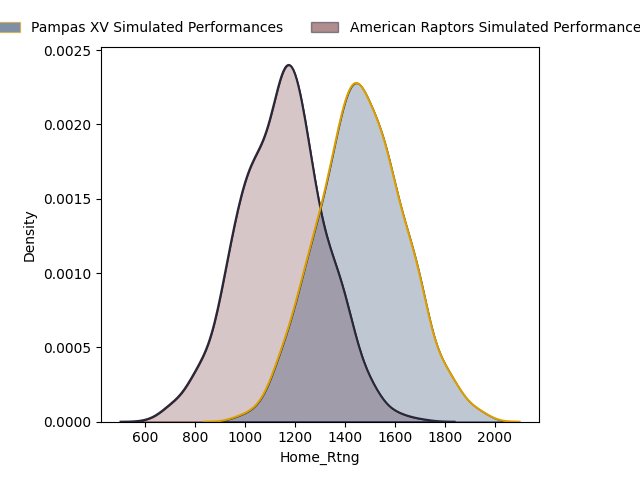 Pampas XV Simulated Performances
American Raptors Simulated Performance
0.0025
0.0020
0.0015
0.0010
0.0005
0.0000
Density
600 800 1000 1200 1400 1600 1800 2000
Home_Rtng